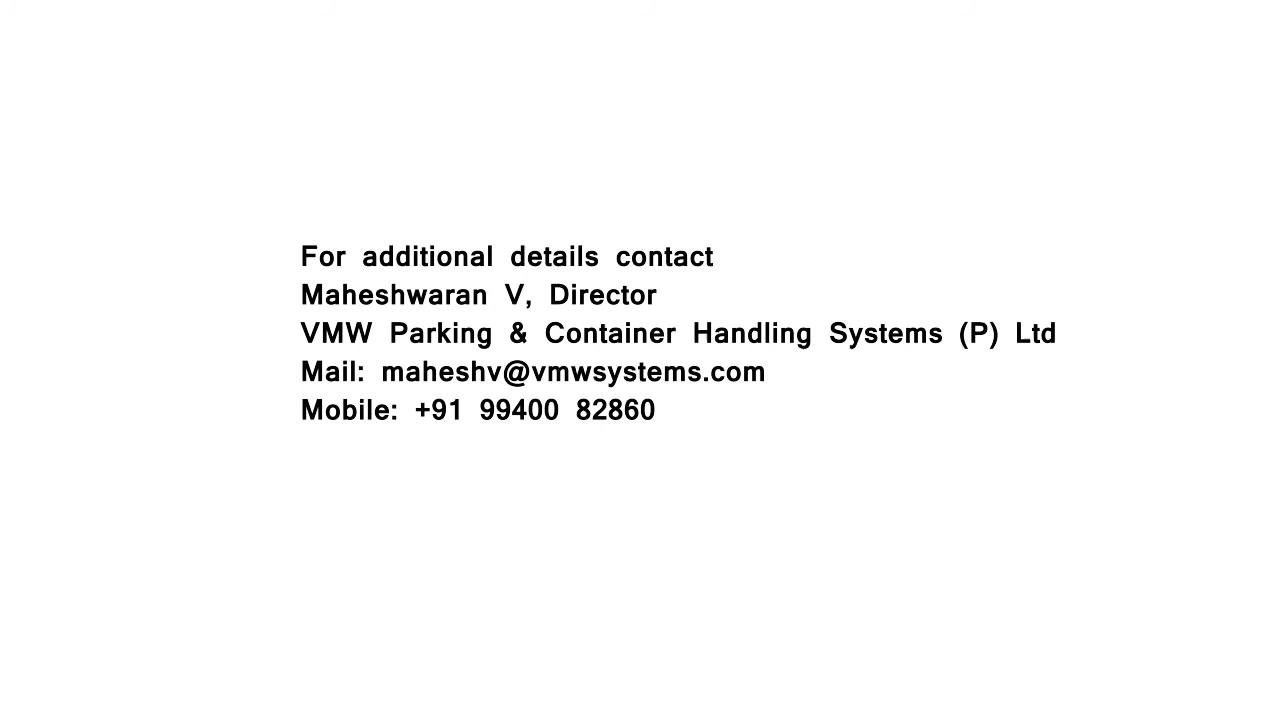 For additional details contact
Maheshwaran V, Director
VMW Parking & Container Handling Systems (P) Ltd
Mail: maheshv@vmwsystems.com
Mobile: +91 99400 82860